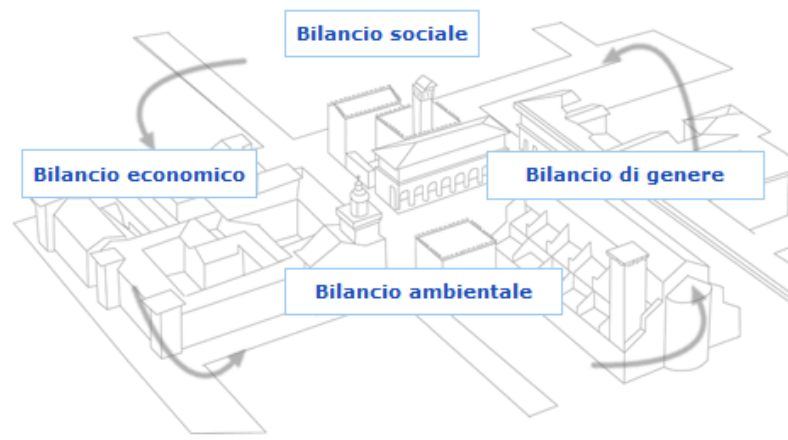 Bilancio sociale
Bilancio economico
Bilancio di genere
Bilancio ambientale